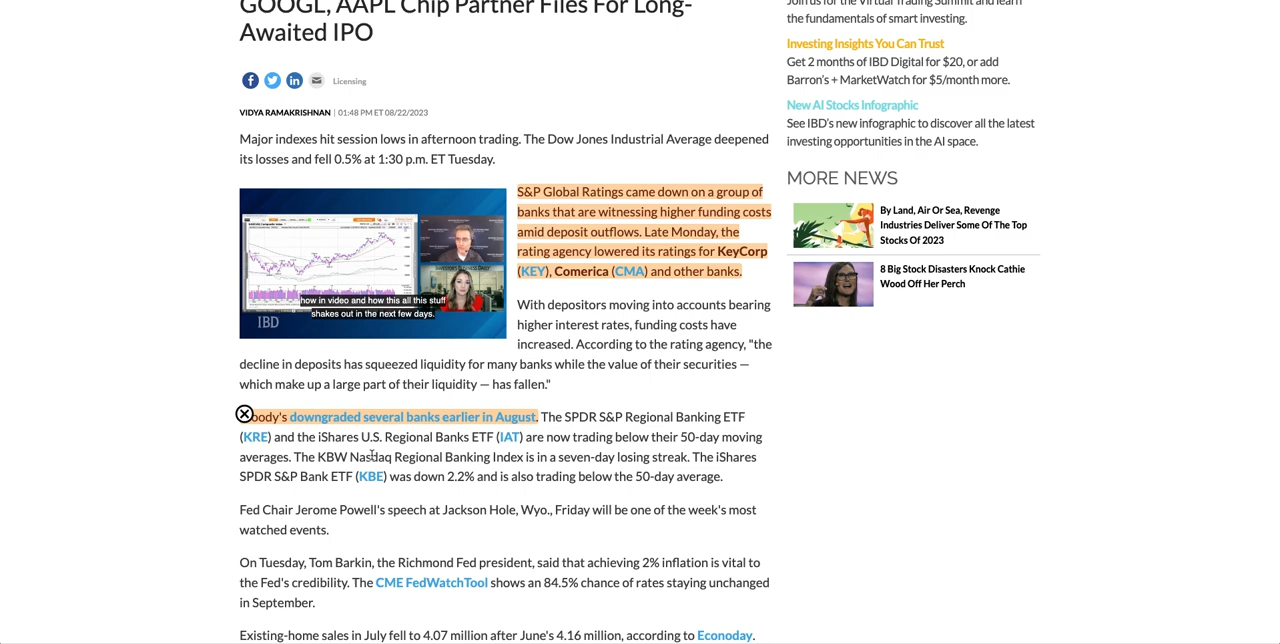 GOOGL, AAPL Chip Partner Files For Long-
Awaited IPO
Licensing
VIDYA RAMAKRISHNAN | 01:48 PM ET 08/22/2023
Major indexes hit session lows in afternoon trading. The Dow Jones Industrial Average deepened
its losses and fell 0.5% at 1:30 p.m. ET Tuesday.
how in video and how this all this stuff
shakes out in the next few days.
IBD
S&P Global Ratings came down on a group of
banks that are witnessing higher funding costs
amid deposit outflows. Late Monday, the
rating agency lowered its ratings for KeyCorp
(KEY), Comerica (CMA) and other banks.
With depositors moving into accounts bearing
higher interest rates, funding costs have
increased. According to the rating agency, "the
decline in deposits has squeezed liquidity for many banks while the value of their securities —
which make up a large part of their liquidity — has fallen."
oody's downgraded several banks earlier in August. The SPDR S&P Regional Banking ETF
(KRE) and the iShares U.S. Regional Banks ETF (IAT) are now trading below their 50-day moving
averages. The KBW Nasdaq Regional Banking Index is in a seven-day losing streak. The iShares
SPDR S&P Bank ETF (KBE) was down 2.2% and is also trading below the 50-day average.
Fed Chair Jerome Powell's speech at Jackson Hole, Wyo., Friday will be one of the week's most
watched events.
On Tuesday, Tom Barkin, the Richmond Fed president, said that achieving 2% inflation is vital to
the Fed's credibility. The CME FedWatchTool shows an 84.5% chance of rates staying unchanged
in September.
Existing-home sales in July fell to 4.07 million after June's 4.16 million, according to Econoday.
Join us for the Virtual Trading Summit and learn
the fundamentals of smart investing.
Investing Insights You Can Trust
Get 2 months of IBD Digital for $20, or add
Barron's + MarketWatch for $5/month more.
New AI Stocks Infographic
See IBD's new infographic to discover all the latest
investing opportunities in the AI space.
MORE NEWS
By Land, Air Or Sea, Revenge
Industries Deliver Some Of The Top
Stocks Of 2023
8 Big Stock Disasters Knock Cathie
Wood Off Her Perch